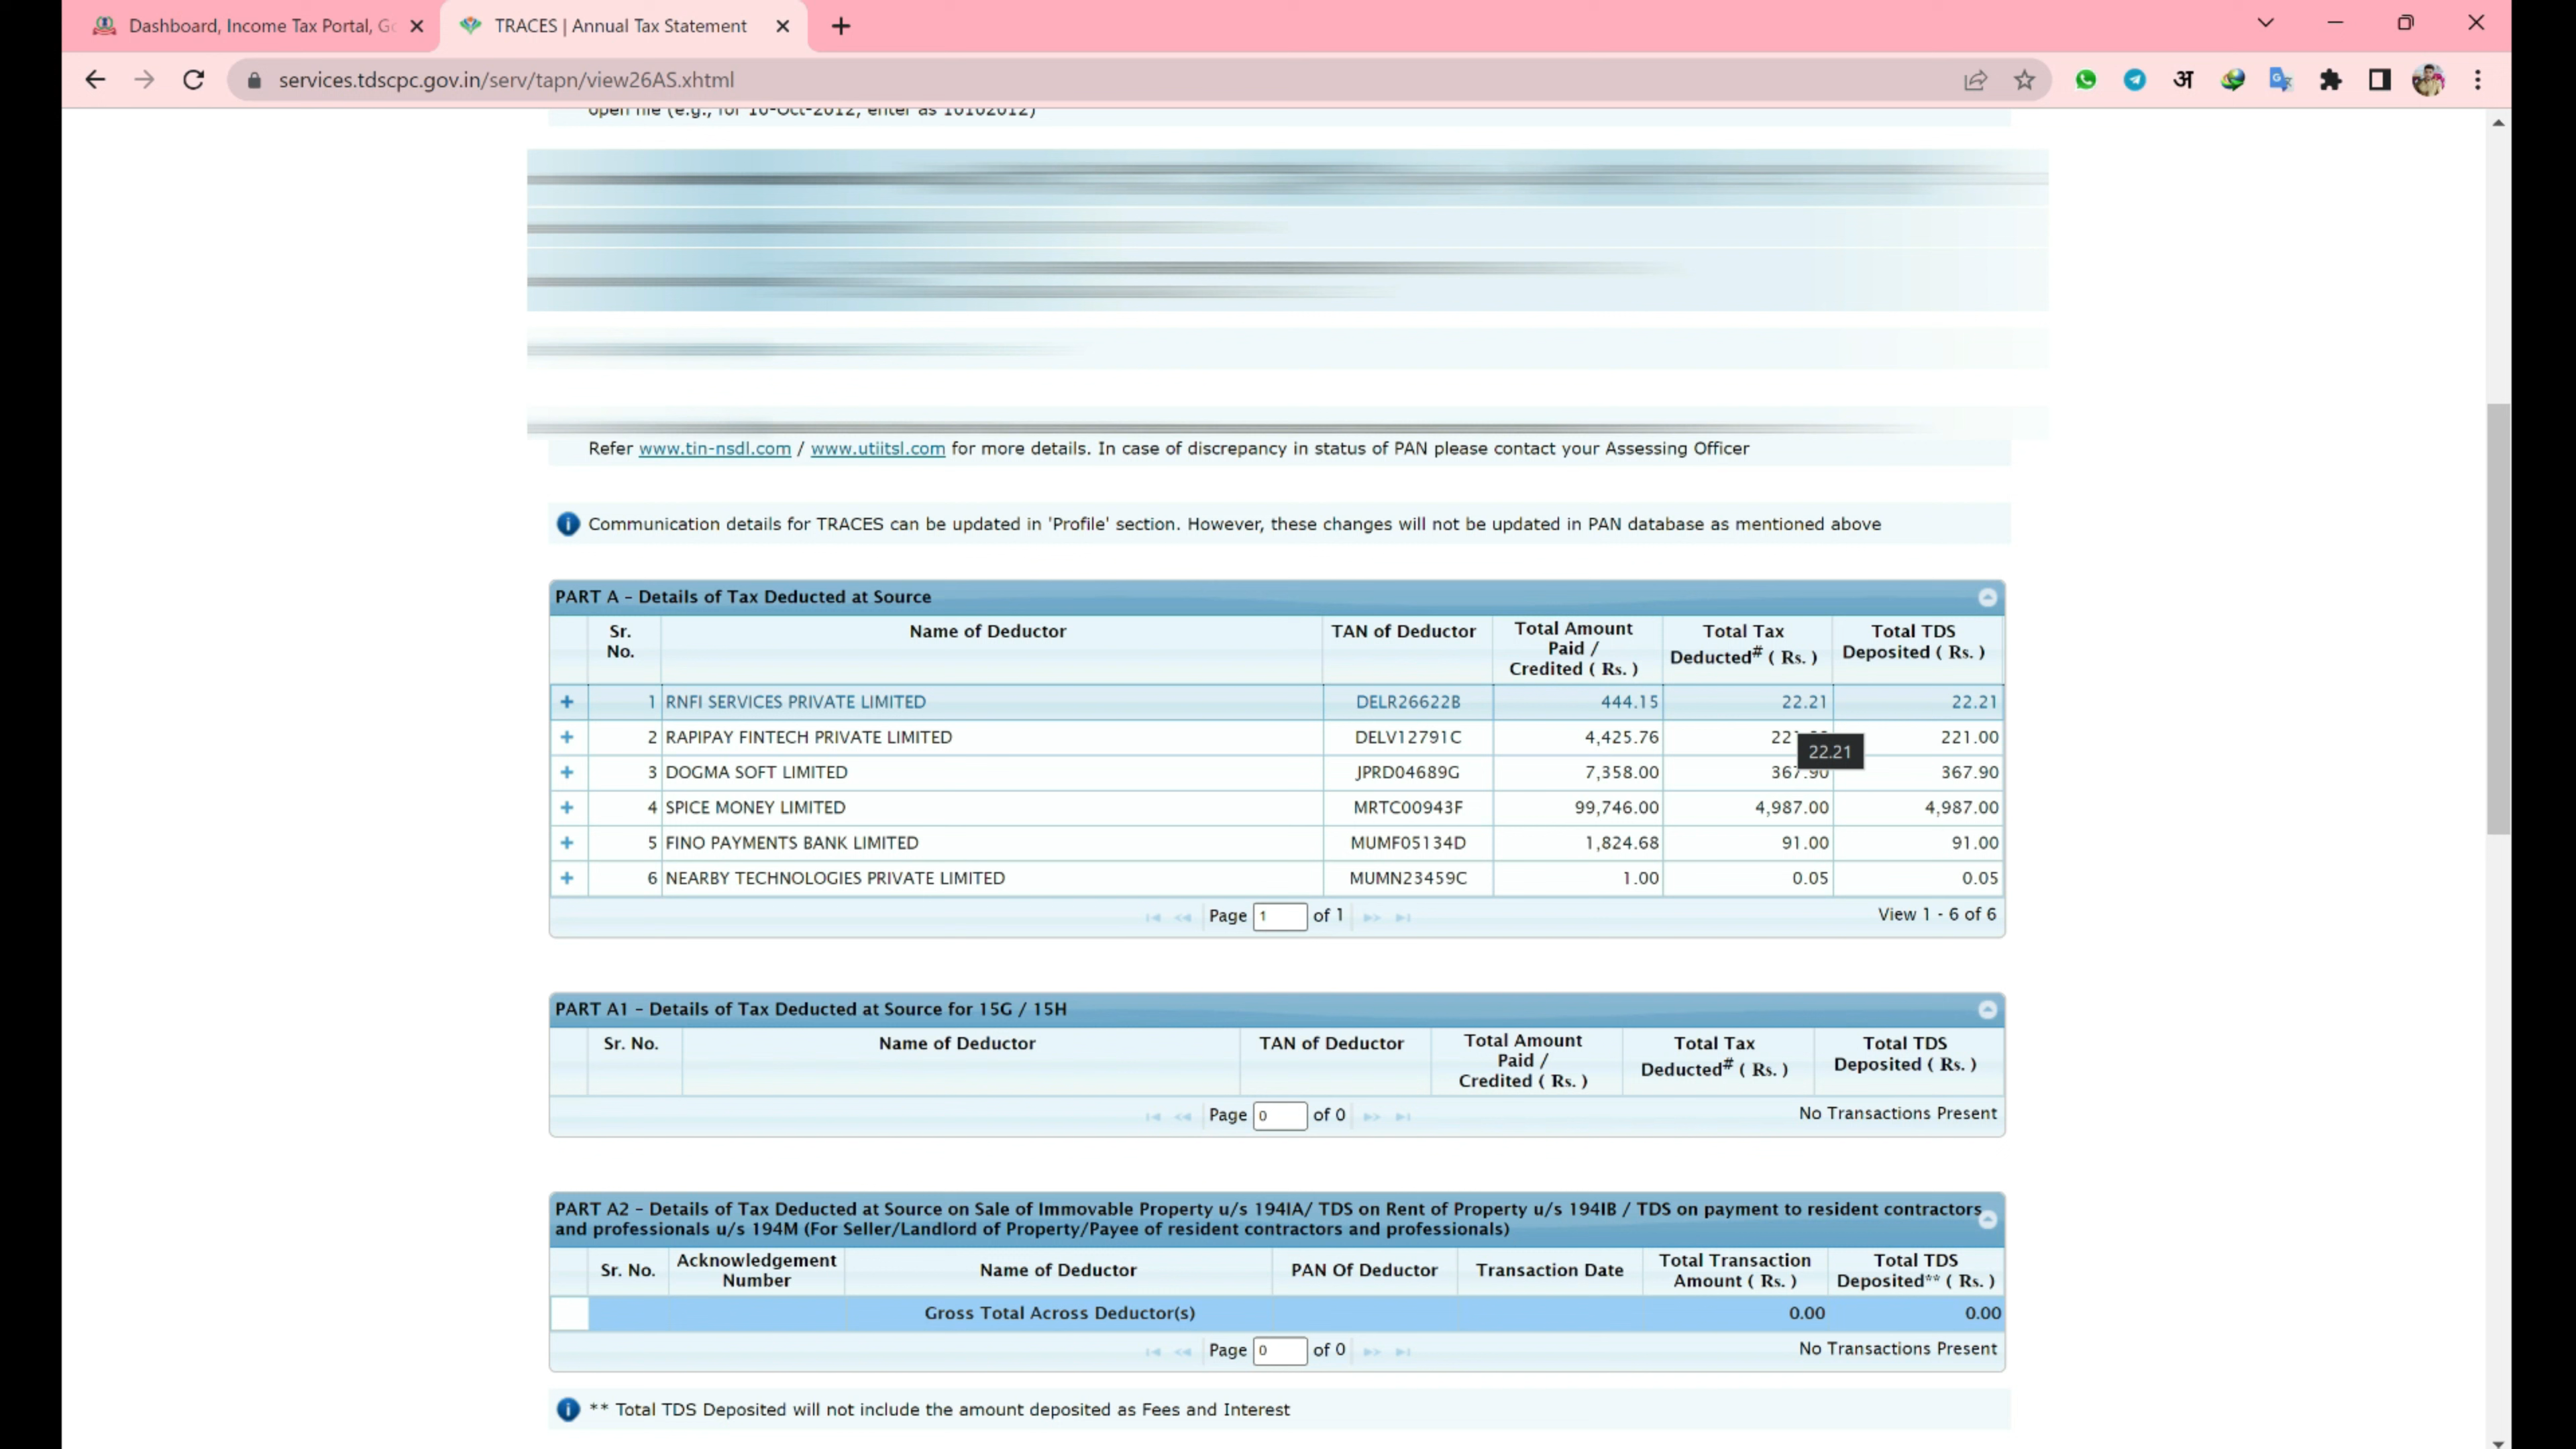 Dashboard, Income Tax Portal, Go
TRACES | Annual Tax Statement
services.tdscpc.gov.in/serv/tapn/view26AS.xhtml
अ
open file (e.g., for 10-Oct-2012, enter as 10102012)
Refer www.tin-nsdl.com / www.utiitsl.com for more details. In case of discrepancy in status of PAN please contact your Assessing Officer
Communication details for TRACES can be updated in 'Profile' section. However, these changes will not be updated in PAN database as mentioned above
PART A - Details of Tax Deducted at Source
Sr. No. Name of Deductor TAN of Deductor Total Amount Paid / Credited ( Rs. ) Total Tax Deducted# ( Rs. ) Total TDS Deposited ( Rs. )
1 RNFI SERVICES PRIVATE LIMITED DELR26622B 444.15 22.21 22.21
2 RAPIPAY FINTECH PRIVATE LIMITED DELV12791C 4,425.76 221.00
22.21
3 DOGMA SOFT LIMITED JPRD04689G 7,358.00 367.90 367.90
4 SPICE MONEY LIMITED MRTC00943F 99,746.00 4,987.00 4,987.00
5 FINO PAYMENTS BANK LIMITED MUMF05134D 1,824.68 91.00 91.00
6 NEARBY TECHNOLOGIES PRIVATE LIMITED MUMN23459C 1.00 0.05 0.05
Page 1 of 1 View 1 - 6 of 6
PART A1 - Details of Tax Deducted at Source for 15G / 15H
Sr. No. Name of Deductor TAN of Deductor Total Amount Paid / Credited ( Rs. ) Total Tax Deducted# ( Rs. ) Total TDS Deposited ( Rs. )
Page 0 of 0 No Transactions Present
PART A2 - Details of Tax Deducted at Source on Sale of Immovable Property u/s 194IA/ TDS on Rent of Property u/s 194IB / TDS on payment to resident contractors
and professionals u/s 194M (For Seller/Landlord of Property/Payee of resident contractors and professionals)
Sr. No. Acknowledgement Number Name of Deductor PAN Of Deductor Transaction Date Total Transaction Amount ( Rs. ) Total TDS Deposited** ( Rs. )
Gross Total Across Deductor(s) 0.00 0.00
Page 0 of 0 No Transactions Present
** Total TDS Deposited will not include the amount deposited as Fees and Interest